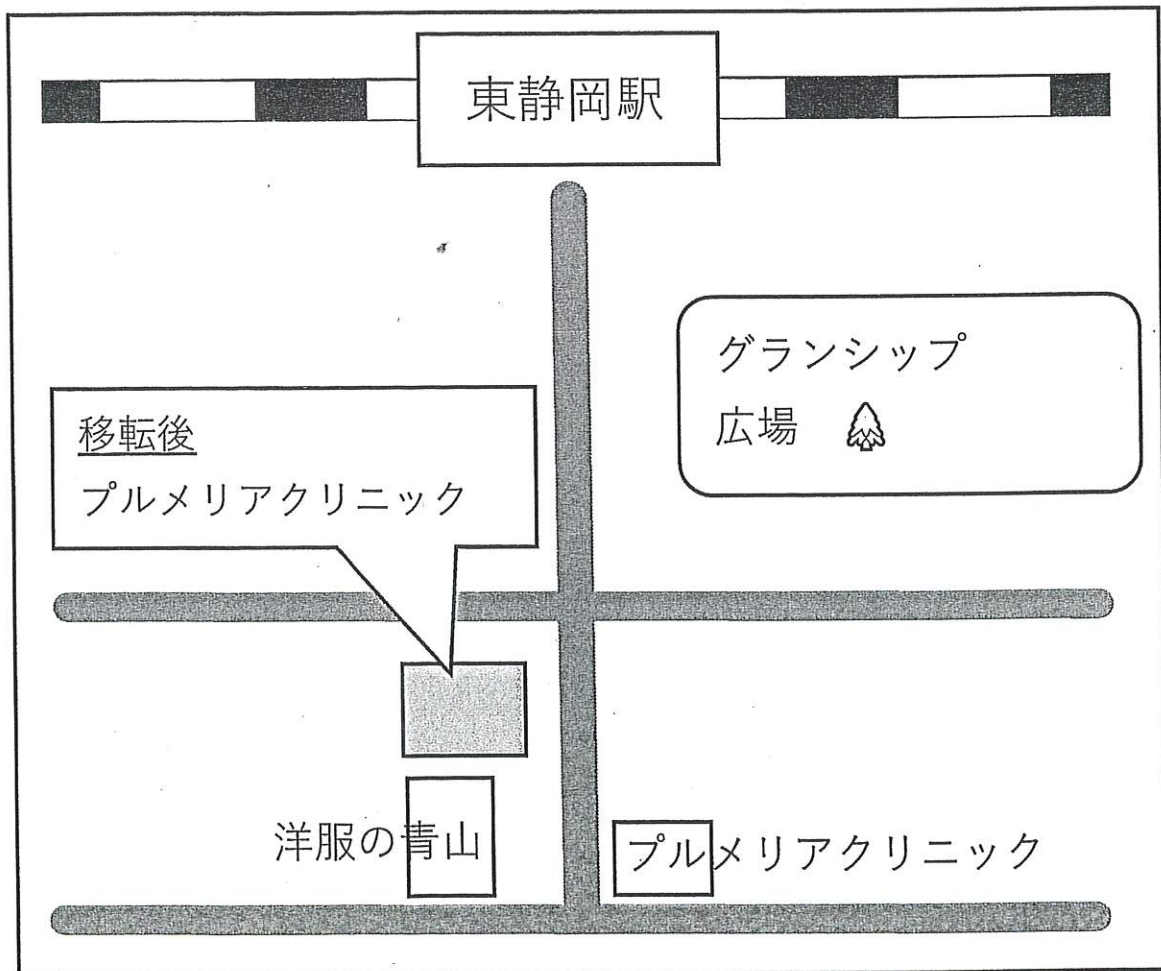 東静岡駅
グランシップ
広場
移転後
プルメリアクリニック
洋服の青山
プルメリアクリニック